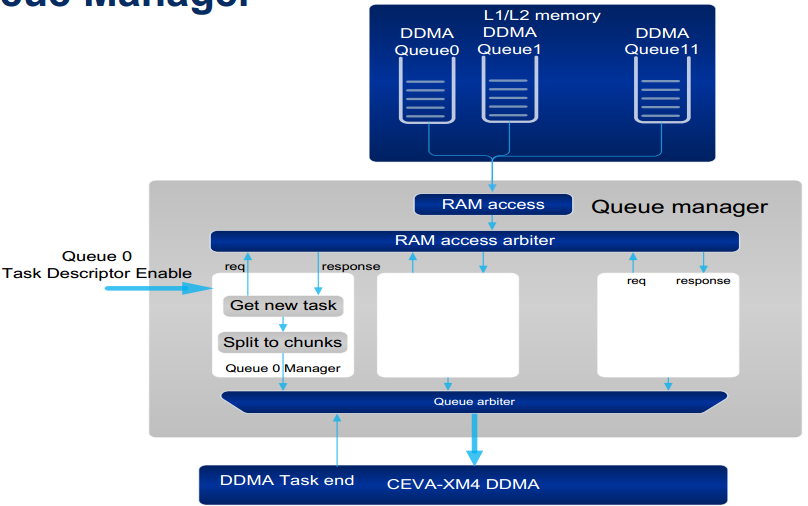 Manager
L1/L2 memory
DDMA
Queue0
DDMA
Queue1
DDMA
Queue11
RAM access
Queue manager
RAM access arbiter
Queue 0
Task Descriptor Enable
req
response
req
response
Get new task
Split to chunks
Queue 0 Manager
Queue arbiter
DDMA Task end
CEVA-XM4 DDMA